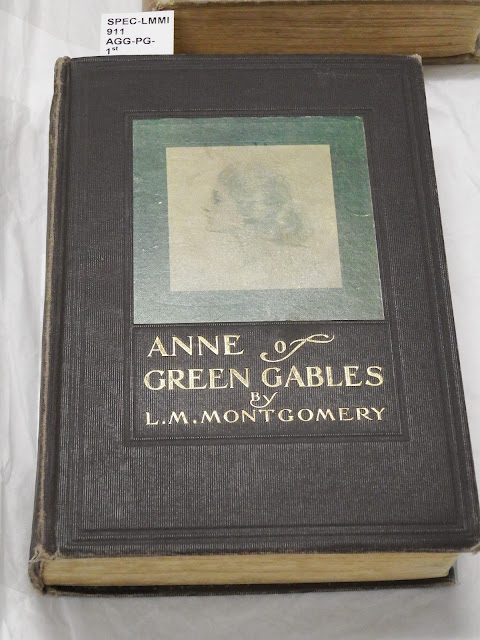 SPEC-LMMI
911
AGG-PG-
1st
ANNE of
GREEN GABLES
By
L.M.MONTGOMERY